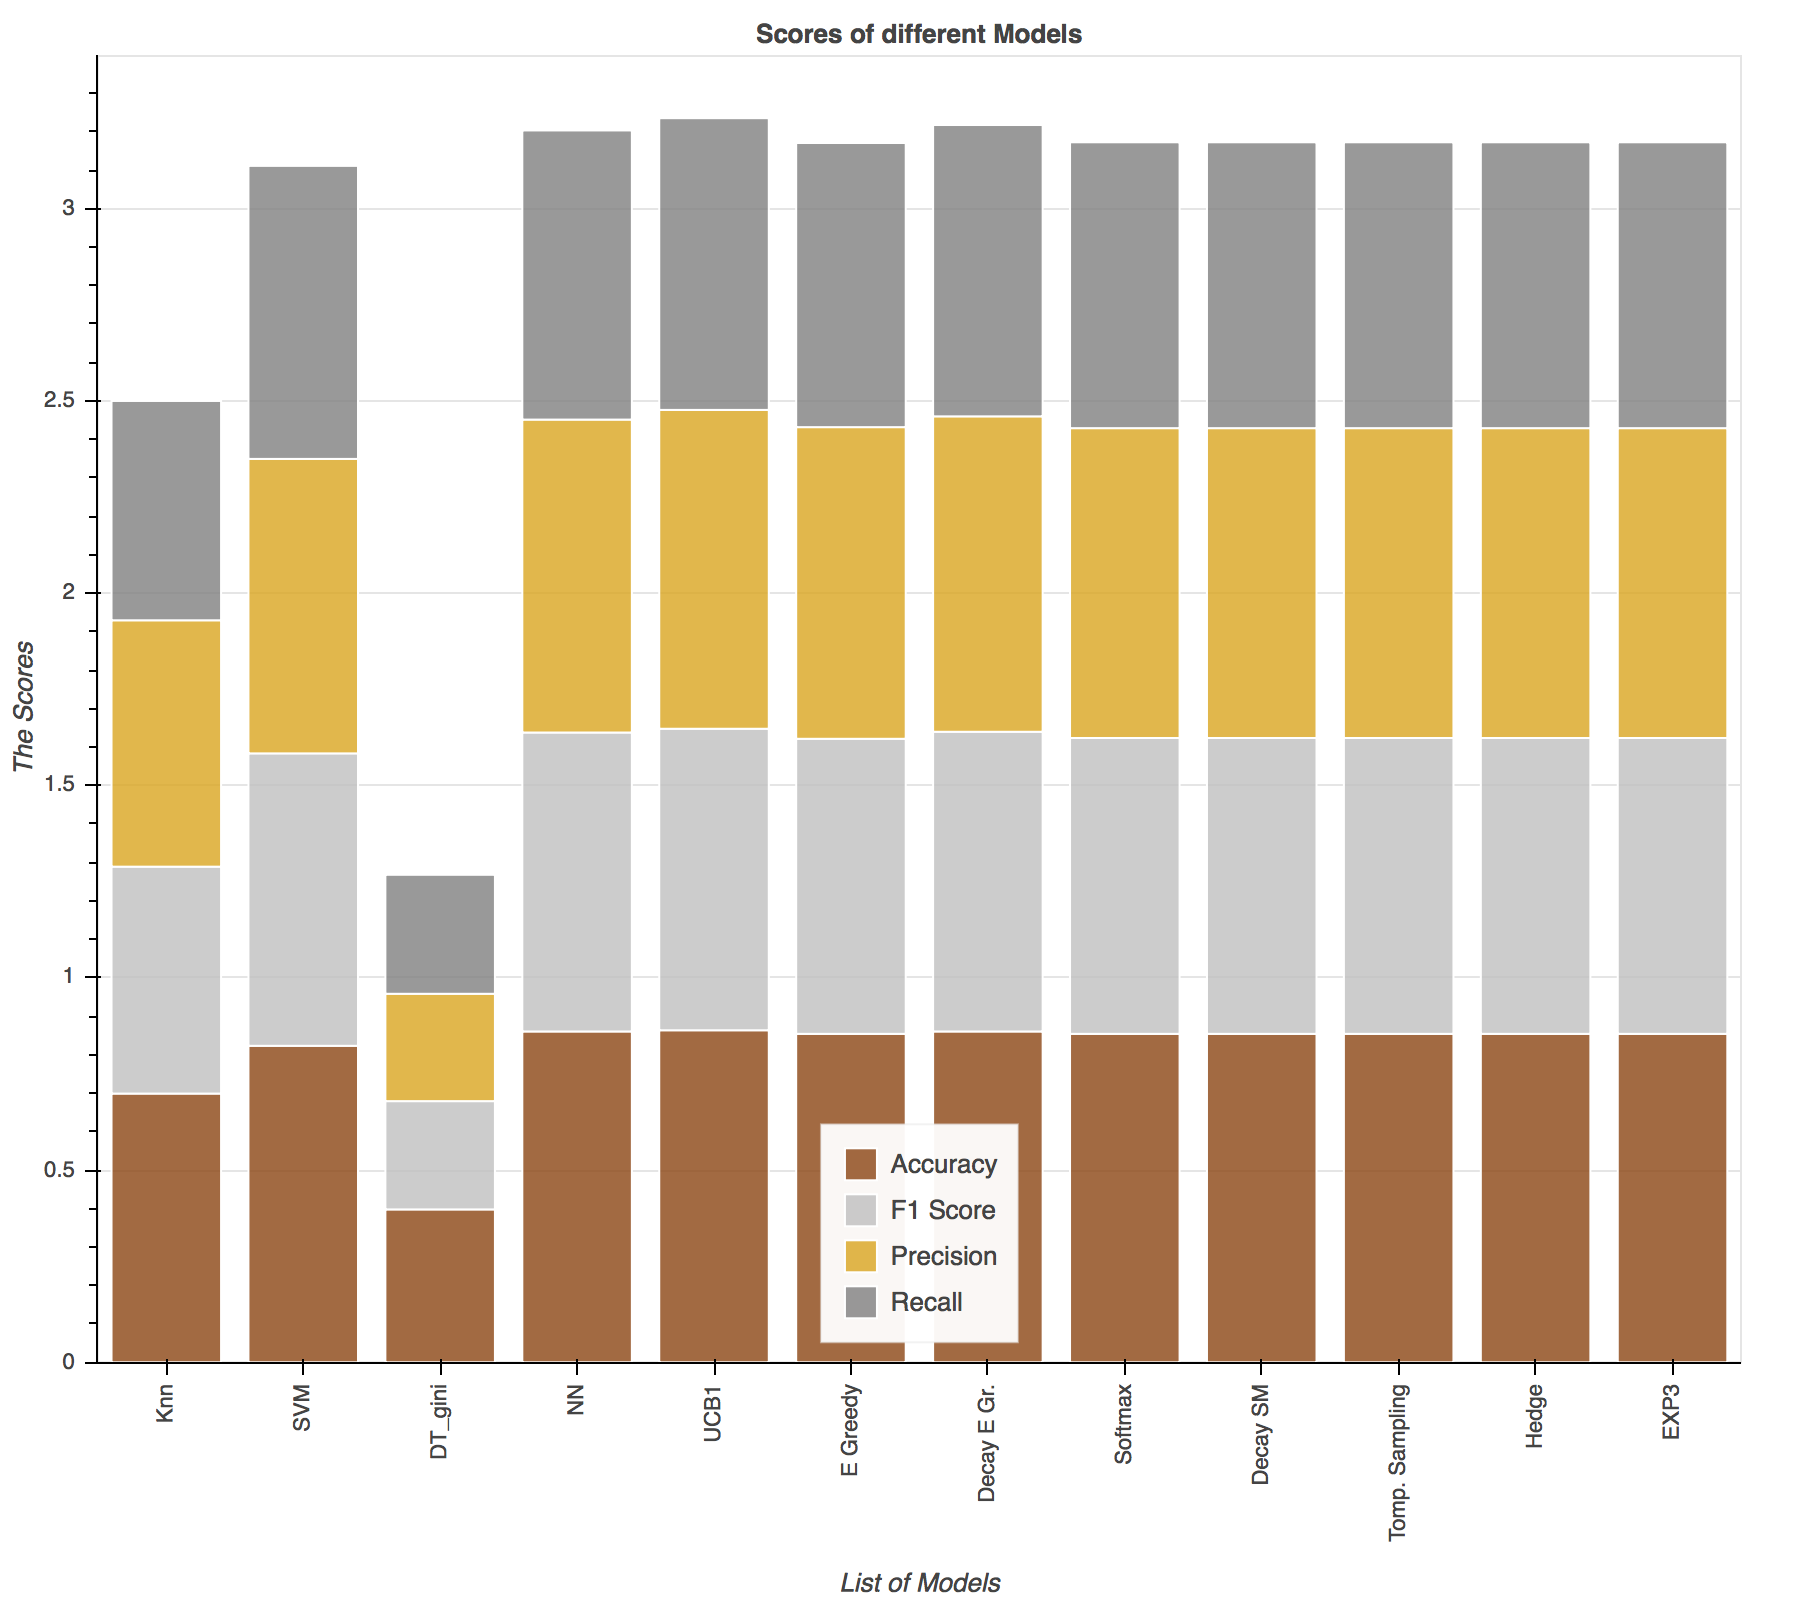 Scores of different Models
The Scores
3
2.5
2
1.5
1
0.5
0
Accuracy
F1 Score
Precision
Recall
Knn
SVM
DT_gini
NN
UCB1
E Greedy
Decay E Gr.
Softmax
Decay SM
Tomp. Sampling
Hedge
EXP3
List of Models